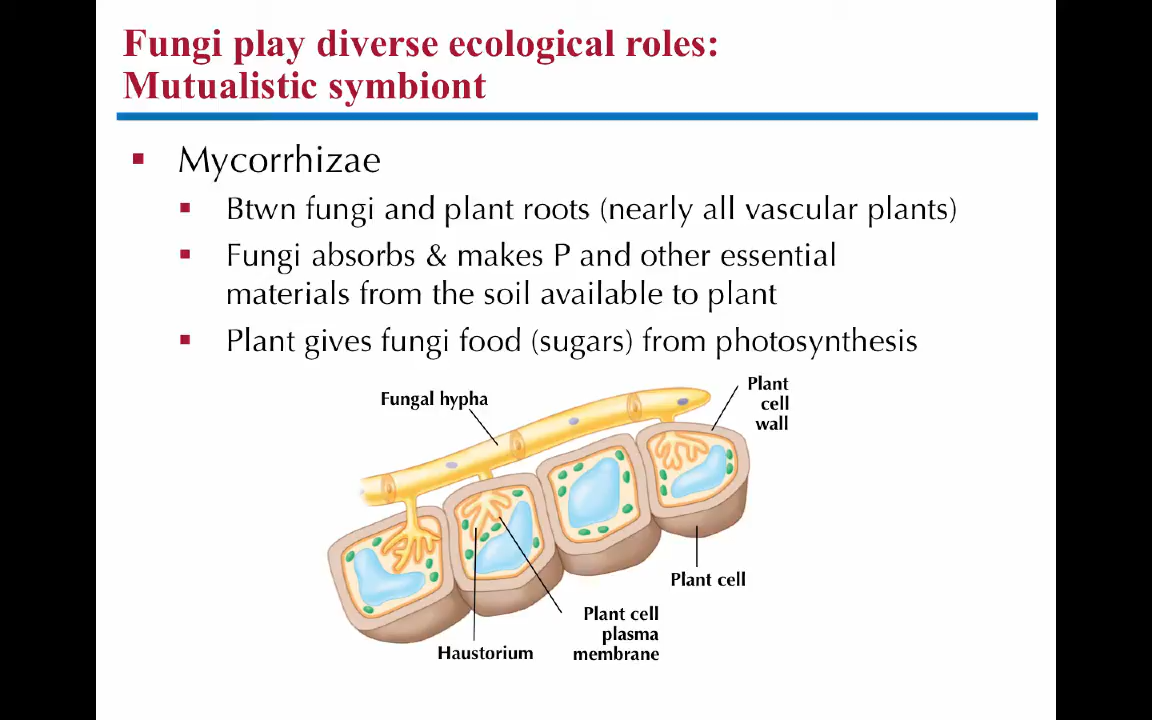 Fungi play diverse ecological roles:
Mutualistic symbiont
Mycorrhizae
Btwn fungi and plant roots (nearly all vascular plants)
Fungi absorbs & makes P and other essential
materials from the soil available to plant
Plant gives fungi food (sugars) from photosynthesis
Fungal hypha
Plant
cell
wall
Plant cell
Plant cell
plasma
membrane
Haustorium